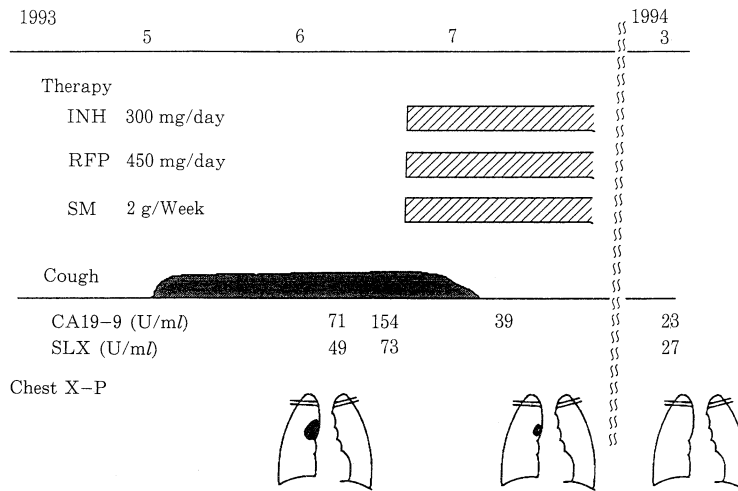 1993 1994
5 6 7 3
Therapy
INH 300 mg/day
RFP 450 mg/day
SM 2 g/Week
Cough
CA19-9 (U/ml) 71 154 39 23
SLX (U/ml) 49 73 27
Chest X-P